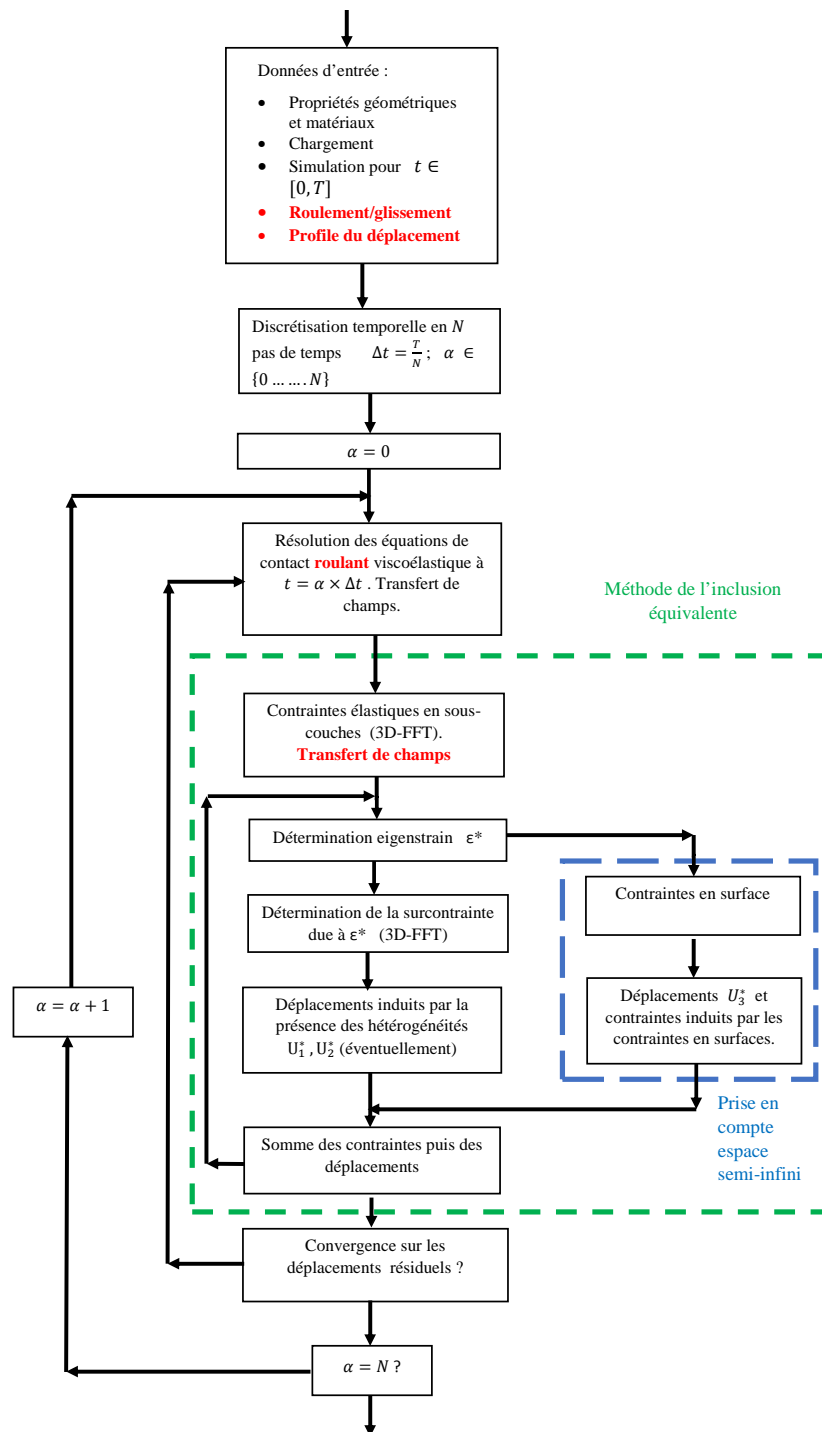 Données d'entrée :
• Propriétés géométriques
et matériaux
• Chargement
• Simulation pour t ∈
[0, T]
• Roulement/glissement
• Profile du déplacement
Discrétisation temporelle en N
pas de temps Δt = T/N ; α ∈
{0 … … . N}
α = 0
Résolution des équations de
contact roulant viscoélastique à
t = α × Δt . Transfert de
champs.
Méthode de l'inclusion
équivalente
Contraintes élastiques en sous-
couches (3D-FFT).
Transfert de champs
Détermination eigenstrain ε*
Détermination de la surcontrainte
due à ε* (3D-FFT)
Contraintes en surface
α = α + 1
Déplacements induits par la
présence des hétérogénéités
U₁* , U₂* (éventuellement)
Déplacements U₃* et
contraintes induits par les
contraintes en surfaces.
Prise en
compte
espace
semi-infini
Somme des contraintes puis des
déplacements
Convergence sur les
déplacements résiduels ?
α = N ?